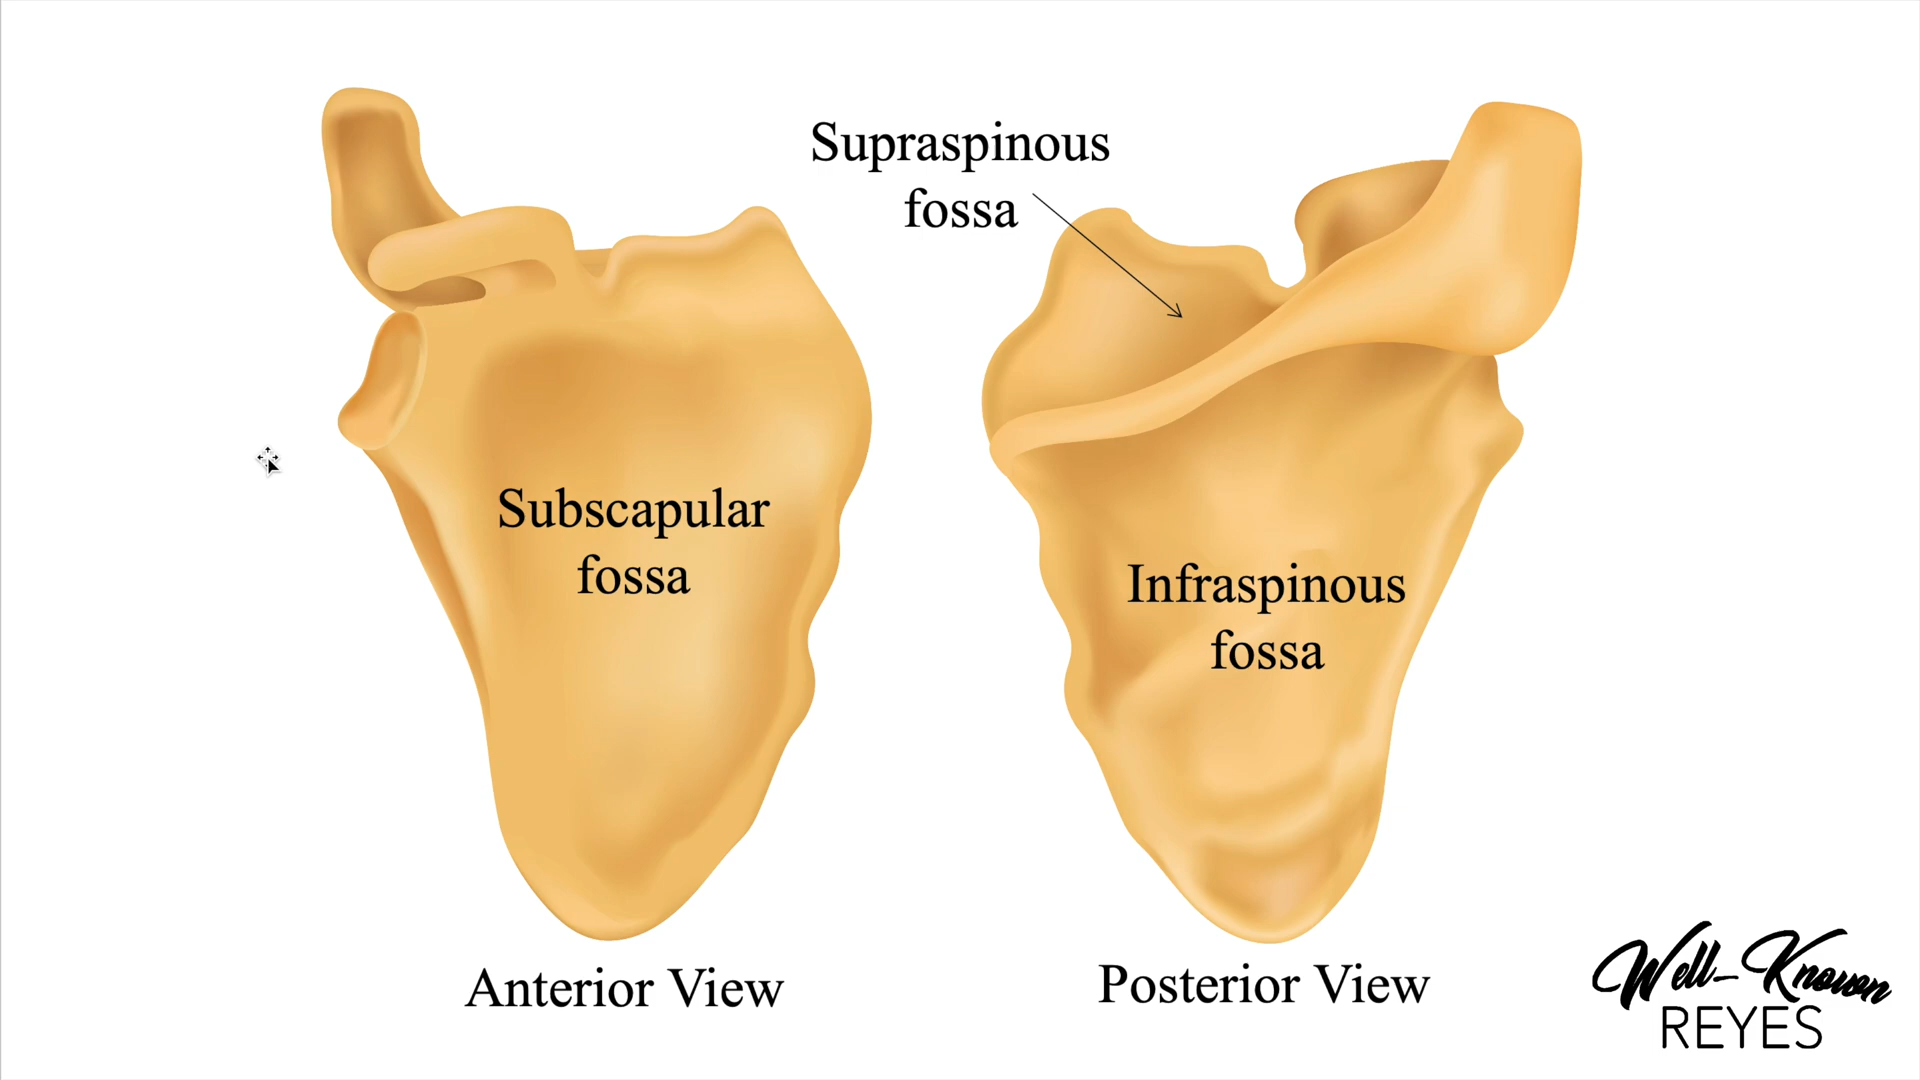 Supraspinous
fossa
Subscapular
fossa
Infraspinous
fossa
Anterior View
Posterior View
Well-Known
REYES